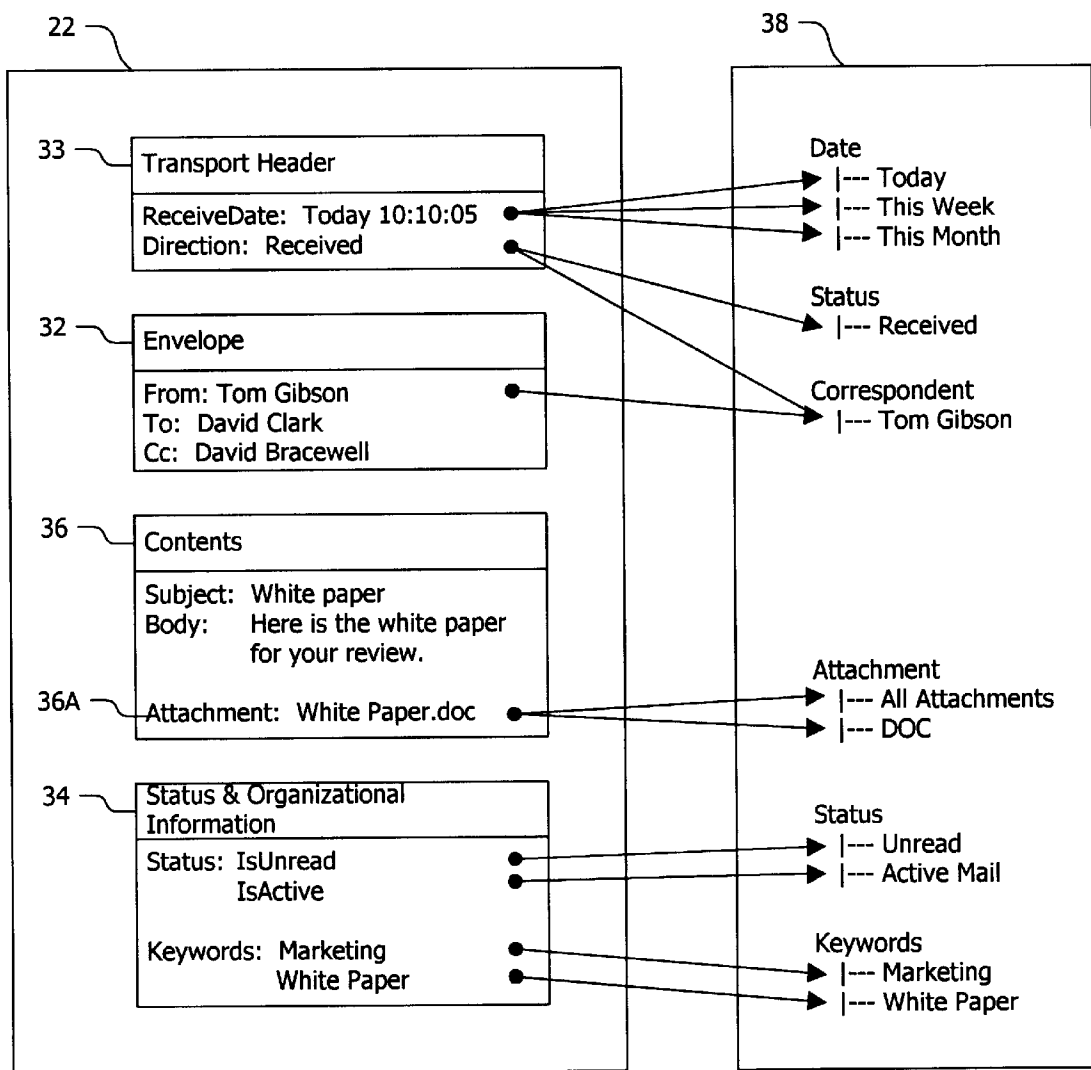 22
38
33
Transport Header
ReceiveDate: Today 10:10:05
Direction: Received
32
Envelope
From: Tom Gibson
To: David Clark
Cc: David Bracewell
36
Contents
Subject: White paper
Body: Here is the white paper
for your review.
36A
Attachment: White Paper.doc
34
Status & Organizational
Information
Status: IsUnread
IsActive
Keywords: Marketing
White Paper
Date
|--- Today
|--- This Week
|--- This Month
Status
|--- Received
Correspondent
|--- Tom Gibson
Attachment
|--- All Attachments
|--- DOC
Status
|--- Unread
|--- Active Mail
Keywords
|--- Marketing
|--- White Paper